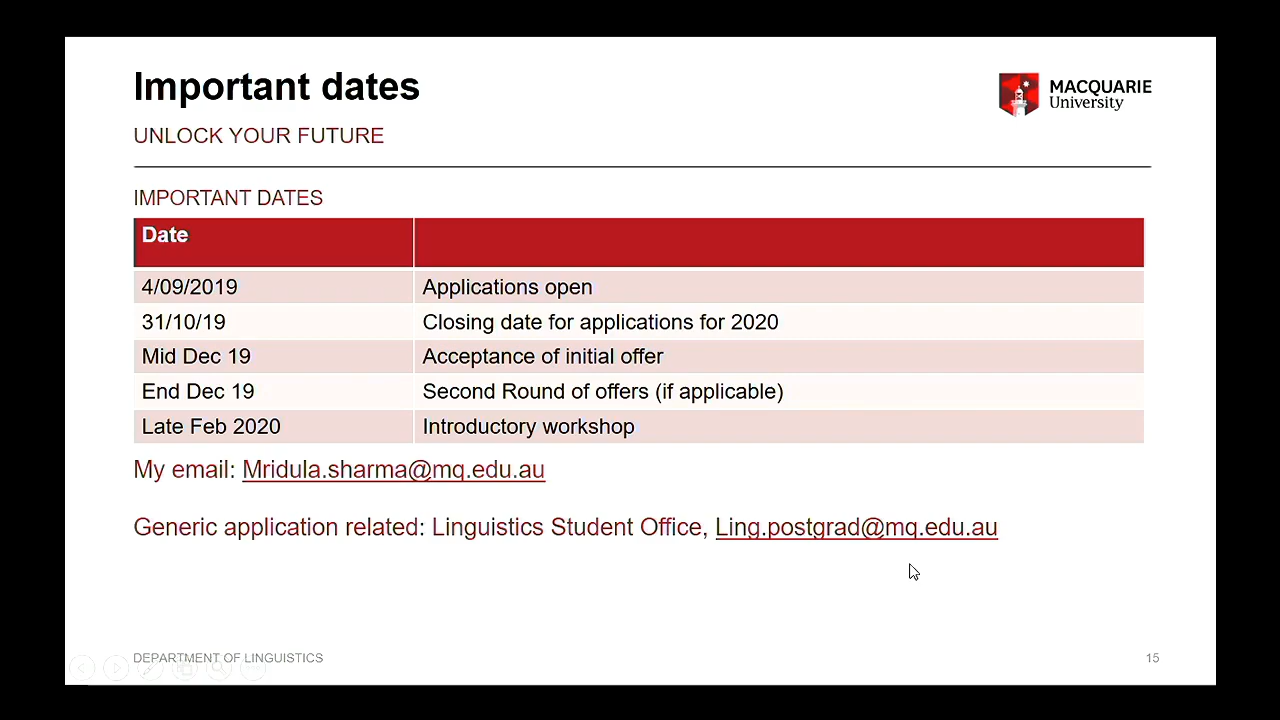 Important dates
MACQUARIE
University
UNLOCK YOUR FUTURE
IMPORTANT DATES
Date
4/09/2019 Applications open
31/10/19 Closing date for applications for 2020
Mid Dec 19 Acceptance of initial offer
End Dec 19 Second Round of offers (if applicable)
Late Feb 2020 Introductory workshop
My email: Mridula.sharma@mq.edu.au
Generic application related: Linguistics Student Office, Ling.postgrad@mq.edu.au
DEPARTMENT OF LINGUISTICS
15